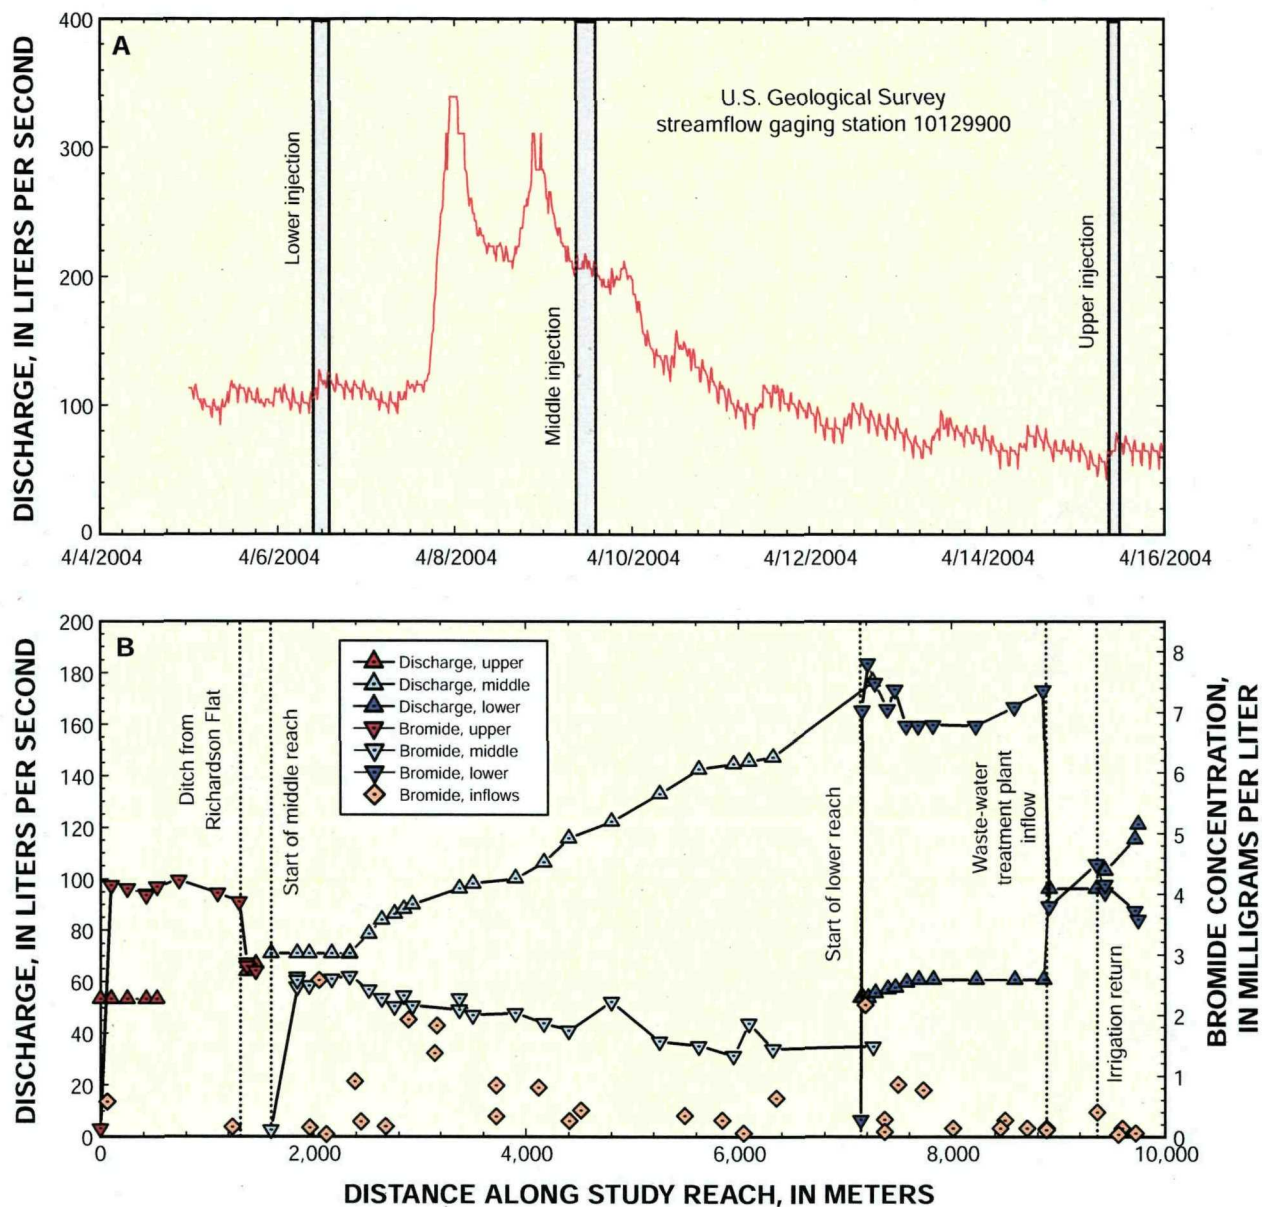 A
400
300
200
100
0
DISCHARGE, IN LITERS PER SECOND
Lower injection
Middle injection
U.S. Geological Survey
streamflow gaging station 10129900
Upper injection
4/4/2004
4/6/2004
4/8/2004
4/10/2004
4/12/2004
4/14/2004
4/16/2004
B
200
180
160
140
120
100
80
60
40
20
0
DISCHARGE, IN LITERS PER SECOND
Ditch from
Richardson Flat
Start of middle reach
Discharge, upper
Discharge, middle
Discharge, lower
Bromide, upper
Bromide, middle
Bromide, lower
Bromide, inflows
Start of lower reach
Waste-water
treatment plant
inflow
Irrigation return
8
7
6
5
4
3
2
1
0
BROMIDE CONCENTRATION,
IN MILLIGRAMS PER LITER
0
2,000
4,000
6,000
8,000
10,000
DISTANCE ALONG STUDY REACH, IN METERS